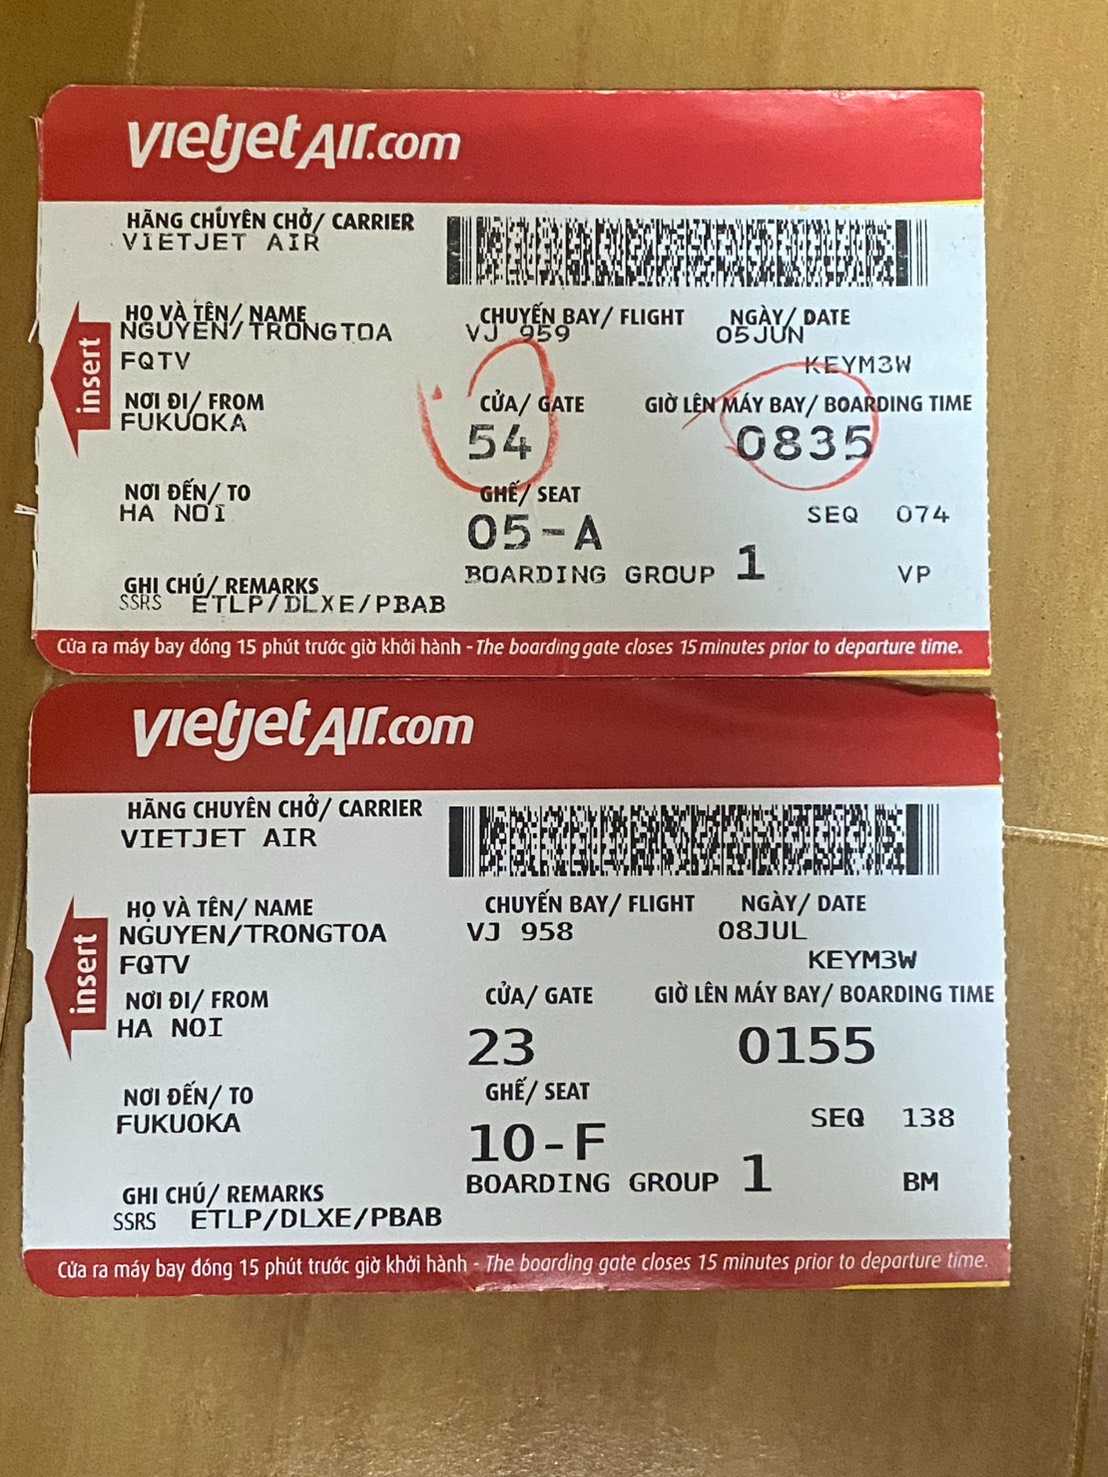 vietjetAir.com
HÃNG CHUYÊN CHỞ/ CARRIER
VIETJET AIR
HỌ VÀ TÊN/ NAME CHUYẾN BAY/ FLIGHT NGÀY/ DATE
NGUYEN/TRONGTOA VJ 959 05JUN
FQTV KEYM3W
NƠI ĐI/ FROM CỬA/ GATE GIỜ LÊN MÁY BAY/ BOARDING TIME
FUKUOKA 54 0835
NƠI ĐẾN/ TO GHẾ/ SEAT
HA NOI 05-A SEQ 074
BOARDING GROUP 1 VP
GHI CHÚ/ REMARKS
SSRS ETLP/DLXE/PBAB
Cửa ra máy bay đóng 15 phút trước giờ khởi hành - The boarding gate closes 15 minutes prior to departure time.
insert
vietjetAir.com
HÃNG CHUYÊN CHỞ/ CARRIER
VIETJET AIR
HỌ VÀ TÊN/ NAME CHUYẾN BAY/ FLIGHT NGÀY/ DATE
NGUYEN/TRONGTOA VJ 958 08JUL
FQTV KEYM3W
NƠI ĐI/ FROM CỬA/ GATE GIỜ LÊN MÁY BAY/ BOARDING TIME
HA NOI 23 0155
NƠI ĐẾN/ TO GHẾ/ SEAT
FUKUOKA 10-F SEQ 138
BOARDING GROUP 1 BM
GHI CHÚ/ REMARKS
SSRS ETLP/DLXE/PBAB
Cửa ra máy bay đóng 15 phút trước giờ khởi hành - The boarding gate closes 15 minutes prior to departure time.
insert